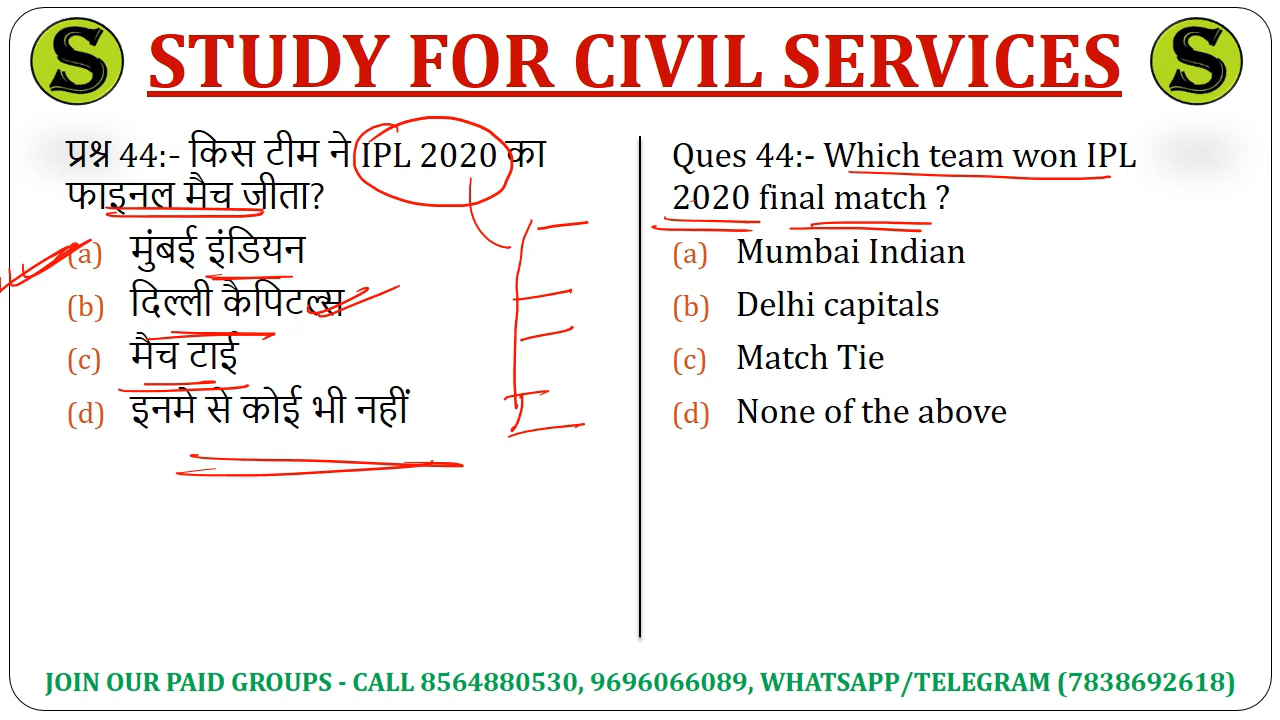 S STUDY FOR CIVIL SERVICES S
प्रश्न 44:- किस टीम ने IPL 2020 का
फाइनल मैच जीता?
(a) मुंबई इंडियन
(b) दिल्ली कैपिटल्स
(c) मैच टाई
(d) इनमे से कोई भी नहीं
Ques 44:- Which team won IPL
2020 final match ?
(a) Mumbai Indian
(b) Delhi capitals
(c) Match Tie
(d) None of the above
JOIN OUR PAID GROUPS - CALL 8564880530, 9696066089, WHATSAPP/TELEGRAM (7838692618)